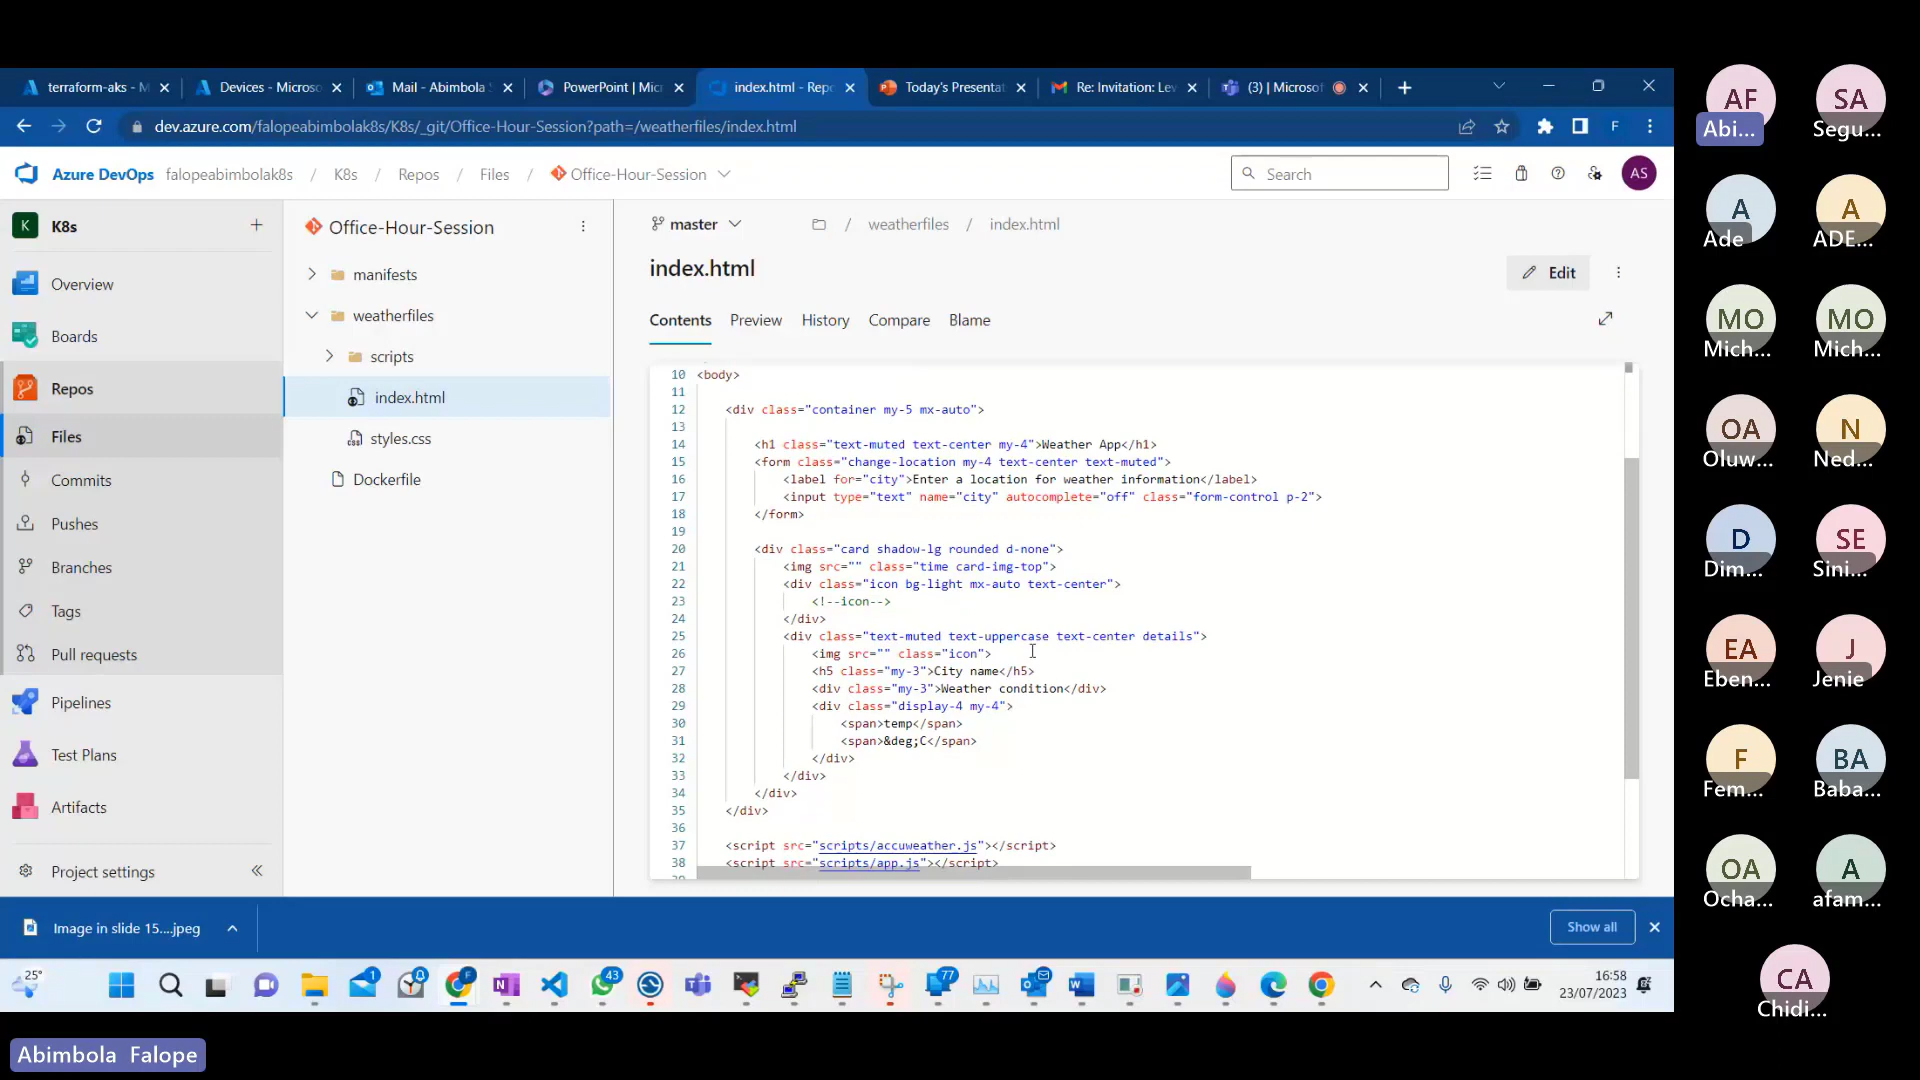 terraform-aks - M
Devices - Microso
Mail - Abimbola S
PowerPoint | Mic
index.html - Repo
Today's Presentat
Re: Invitation: Lev
(3) | Microsof
dev.azure.com/falopeabimbolak8s/K8s/_git/Office-Hour-Session?path=/weatherfiles/index.html
F
Azure DevOps
falopeabimbolak8s / K8s / Repos / Files / Office-Hour-Session
Search
AS
K
K8s
Overview
Boards
Repos
Files
Commits
Pushes
Branches
Tags
Pull requests
Pipelines
Test Plans
Artifacts
Project settings
Office-Hour-Session
manifests
weatherfiles
scripts
index.html
styles.css
Dockerfile
master
/ weatherfiles / index.html
index.html
Edit
Contents Preview History Compare Blame
10 <body>
11
12 <div class="container my-5 mx-auto">
13
14 <h1 class="text-muted text-center my-4">Weather App</h1>
15 <form class="change-location my-4 text-center text-muted">
16 <label for="city">Enter a location for weather information</label>
17 <input type="text" name="city" autocomplete="off" class="form-control p-2">
18 </form>
19
20 <div class="card shadow-lg rounded d-none">
21 <img src="" class="time card-img-top">
22 <div class="icon bg-light mx-auto text-center">
23 <!--icon-->
24 </div>
25 <div class="text-muted text-uppercase text-center details">
26 <img src="" class="icon">
27 <h5 class="my-3">City name</h5>
28 <div class="my-3">Weather condition</div>
29 <div class="display-4 my-4">
30 <span>temp</span>
31 <span>&deg;C</span>
32 </div>
33 </div>
34 </div>
35 </div>
36
37 <script src="scripts/accuweather.js"></script>
38 <script src="scripts/app.js"></script>
Image in slide 15....jpeg
Show all
25°
1
F
43
77
16:58
23/07/2023
Abimbola Falope
AF
Abi...
SA
Segu...
A
Ade
A
ADE...
MO
Mich...
MO
Mich...
OA
Oluw...
N
Ned...
D
Dim...
SE
Sini...
EA
Eben...
J
Jenie
F
Fem...
BA
Baba...
OA
Ocha...
A
afam...
CA
Chidi...